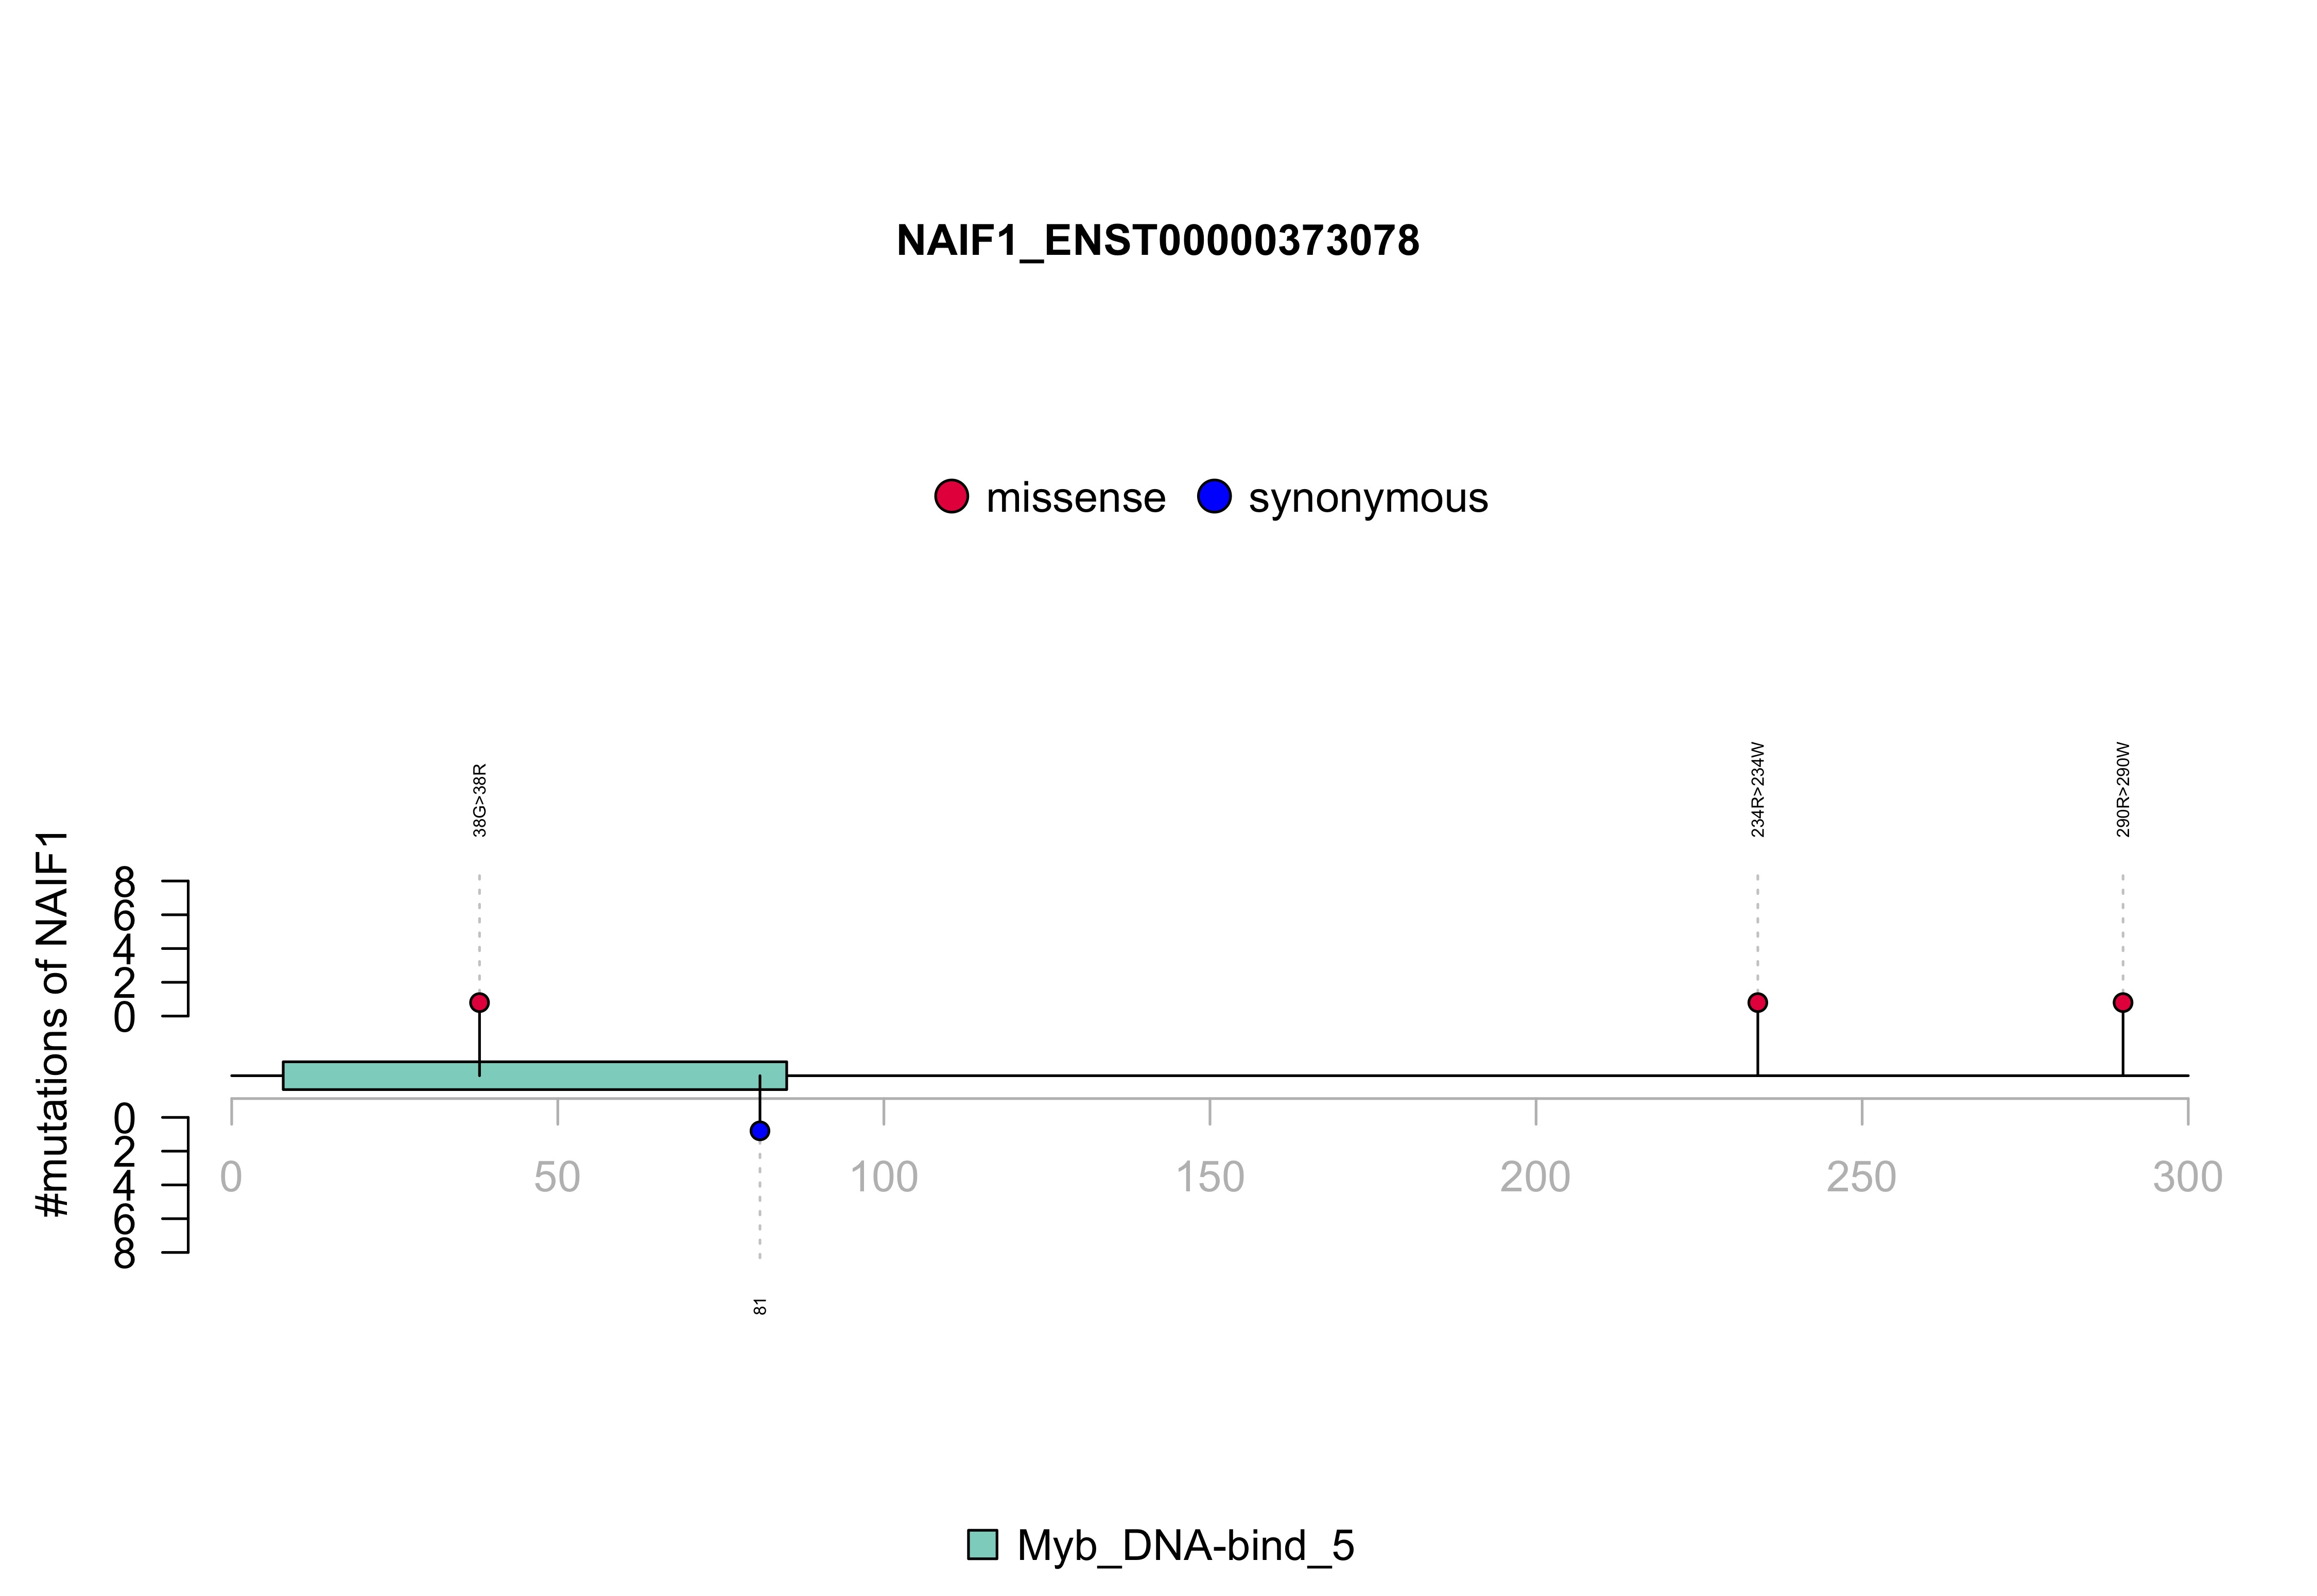 NAIF1_ENST00000373078
missense synonymous
38G>38R
234R>234W
290R>290W
#mutations of NAIF1
8
6
4
2
0
0
2
4
6
8
0 50 100 150 200 250 300
81
Myb_DNA-bind_5